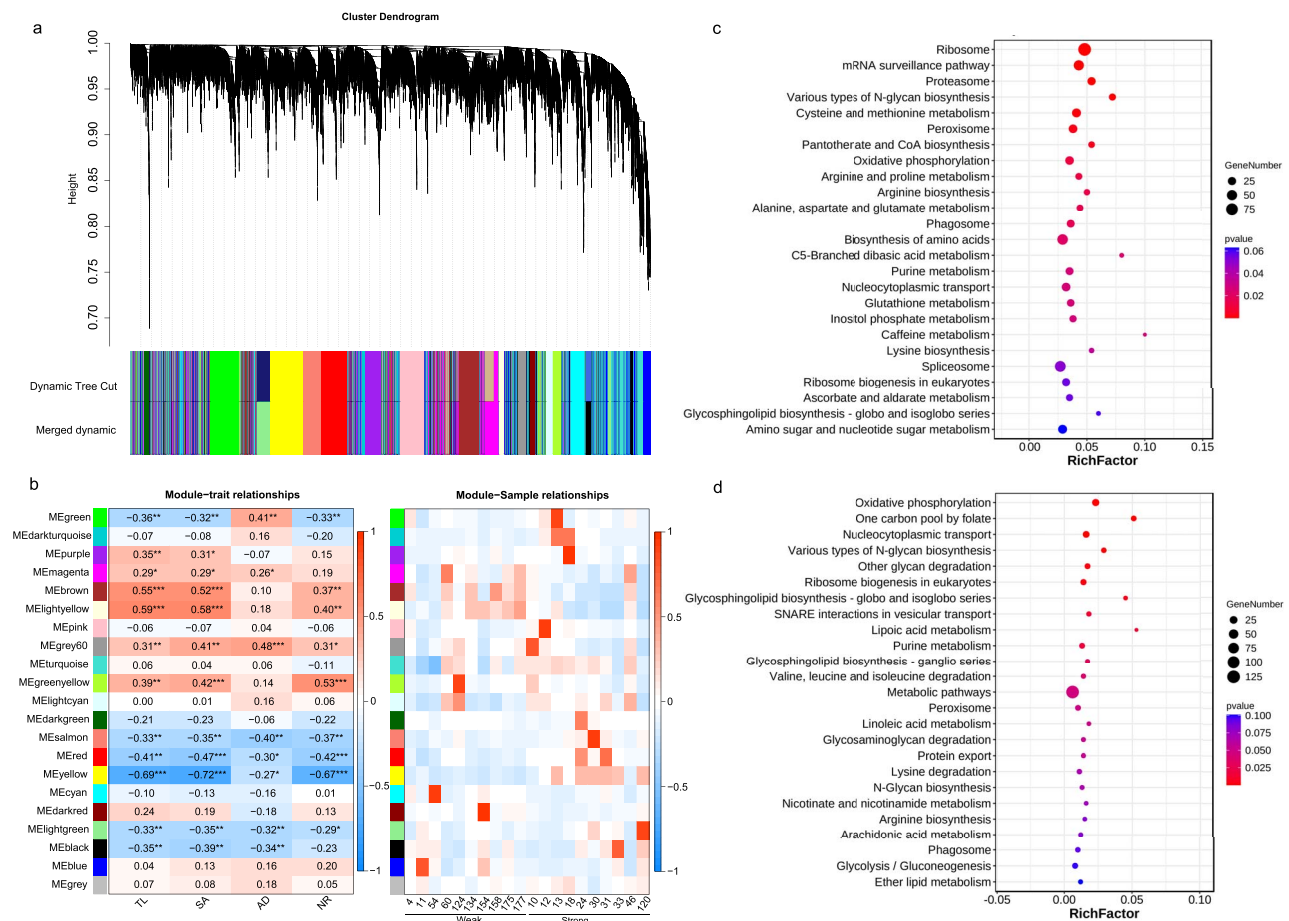 a
Cluster Dendrogram
Height
1.00
0.95
0.90
0.85
0.80
0.75
0.70
Dynamic Tree Cut
Merged dynamic
b
Module−trait relationships
MEgreen −0.36** −0.32** 0.41** −0.33**
MEdarkturquoise −0.07 −0.08 0.16 −0.20
MEpurple 0.35** 0.31* −0.07 0.15
MEmagenta 0.29* 0.29* 0.26* 0.19
MEbrown 0.55*** 0.52*** 0.10 0.37**
MElightyellow 0.59*** 0.58*** 0.18 0.40**
MEpink −0.06 −0.07 0.04 −0.06
MEgrey60 0.31** 0.41** 0.48*** 0.31*
MEturquoise 0.06 0.04 0.06 −0.11
MEgreenyellow 0.39** 0.42*** 0.14 0.53***
MElightcyan 0.00 0.01 0.16 0.06
MEdarkgreen −0.21 −0.23 −0.06 −0.22
MEsalmon −0.33** −0.35** −0.40** −0.37**
MEred −0.41** −0.47*** −0.30* −0.42***
MEyellow −0.69*** −0.72*** −0.27* −0.67***
MEcyan −0.10 −0.13 −0.16 0.01
MEdarkred 0.24 0.19 −0.18 0.13
MElightgreen −0.33** −0.35** −0.32** −0.29*
MEblack −0.35** −0.39** −0.34** −0.23
MEblue 0.04 0.13 0.16 0.20
MEgrey 0.07 0.08 0.18 0.05
TL SA AD NR
1
0.5
0
−0.5
−1
Module−Sample relationships
4 11 54 60 124 134 154 158 175 177 10 12 13 18 24 30 31 33 46 120
Weak Strong
1
0.5
0
−0.5
−1
c
Ribosome
mRNA surveillance pathway
Proteasome
Various types of N-glycan biosynthesis
Cysteine and methionine metabolism
Peroxisome
Pantotherate and CoA biosynthesis
Oxidative phosphorylation
Arginine and proline metabolism
Arginine biosynthesis
Alanine, aspartate and glutamate metabolism
Phagosome
Biosynthesis of amino acids
C5-Branched dibasic acid metabolism
Purine metabolism
Nucleocytoplasmic transport
Glutathione metabolism
Inostol phosphate metabolism
Caffeine metabolism
Lysine biosynthesis
Spliceosome
Ribosome biogenesis in eukaryotes
Ascorbate and aldarate metabolism
Glycosphingolipid biosynthesis - globo and isoglobo series
Amino sugar and nucleotide sugar metabolism
0.00 0.05 0.10 0.15
RichFactor
GeneNumber
25
50
75
pvalue
0.06
0.04
0.02
d
Oxidative phosphorylation
One carbon pool by folate
Nucleocytoplasmic transport
Various types of N-glycan biosynthesis
Other glycan degradation
Ribosome biogenesis in eukaryotes
Glycosphingolipid biosynthesis - globo and isoglobo series
SNARE interactions in vesicular transport
Lipoic acid metabolism
Purine metabolism
Glycosphingolipid biosynthesis - ganglio series
Valine, leucine and isoleucine degradation
Metabolic pathways
Peroxisome
Linoleic acid metabolism
Glycosaminoglycan degradation
Protein export
Lysine degradation
N-Glycan biosynthesis
Nicotinate and nicotinamide metabolism
Arginine biosynthesis
Arachidonic acid metabolism
Phagosome
Glycolysis / Gluconeogenesis
Ether lipid metabolism
-0.05 0.00 0.05 0.10
RichFactor
GeneNumber
25
50
75
100
125
pvalue
0.100
0.075
0.050
0.025